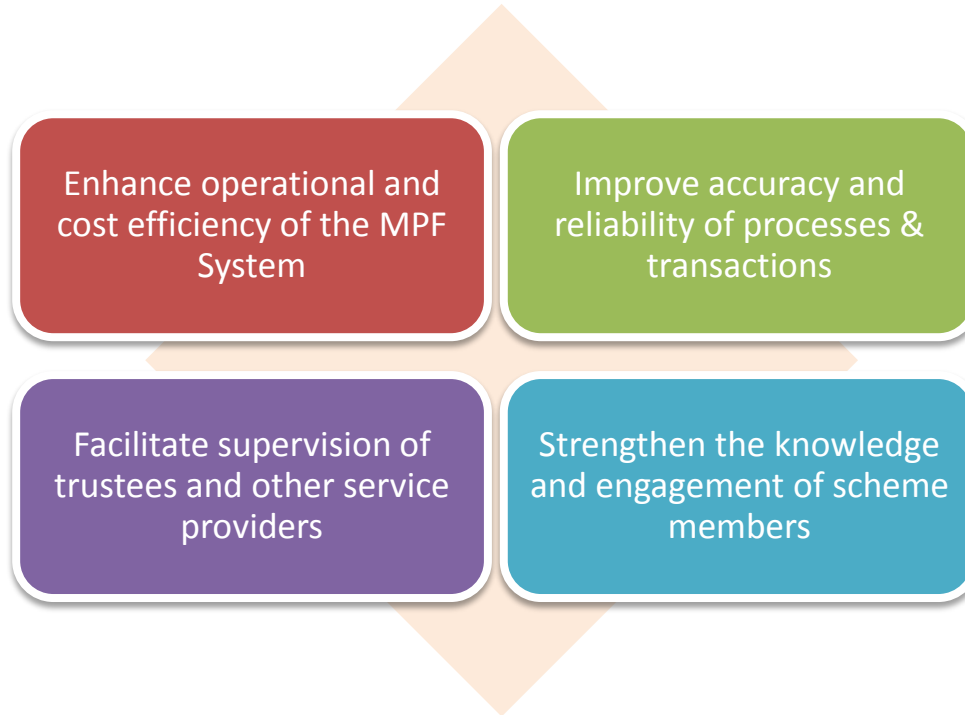 Enhance operational and
cost efficiency of the MPF
System
Improve accuracy and
reliability of processes &
transactions
Facilitate supervision of
trustees and other service
providers
Strengthen the knowledge
and engagement of scheme
members